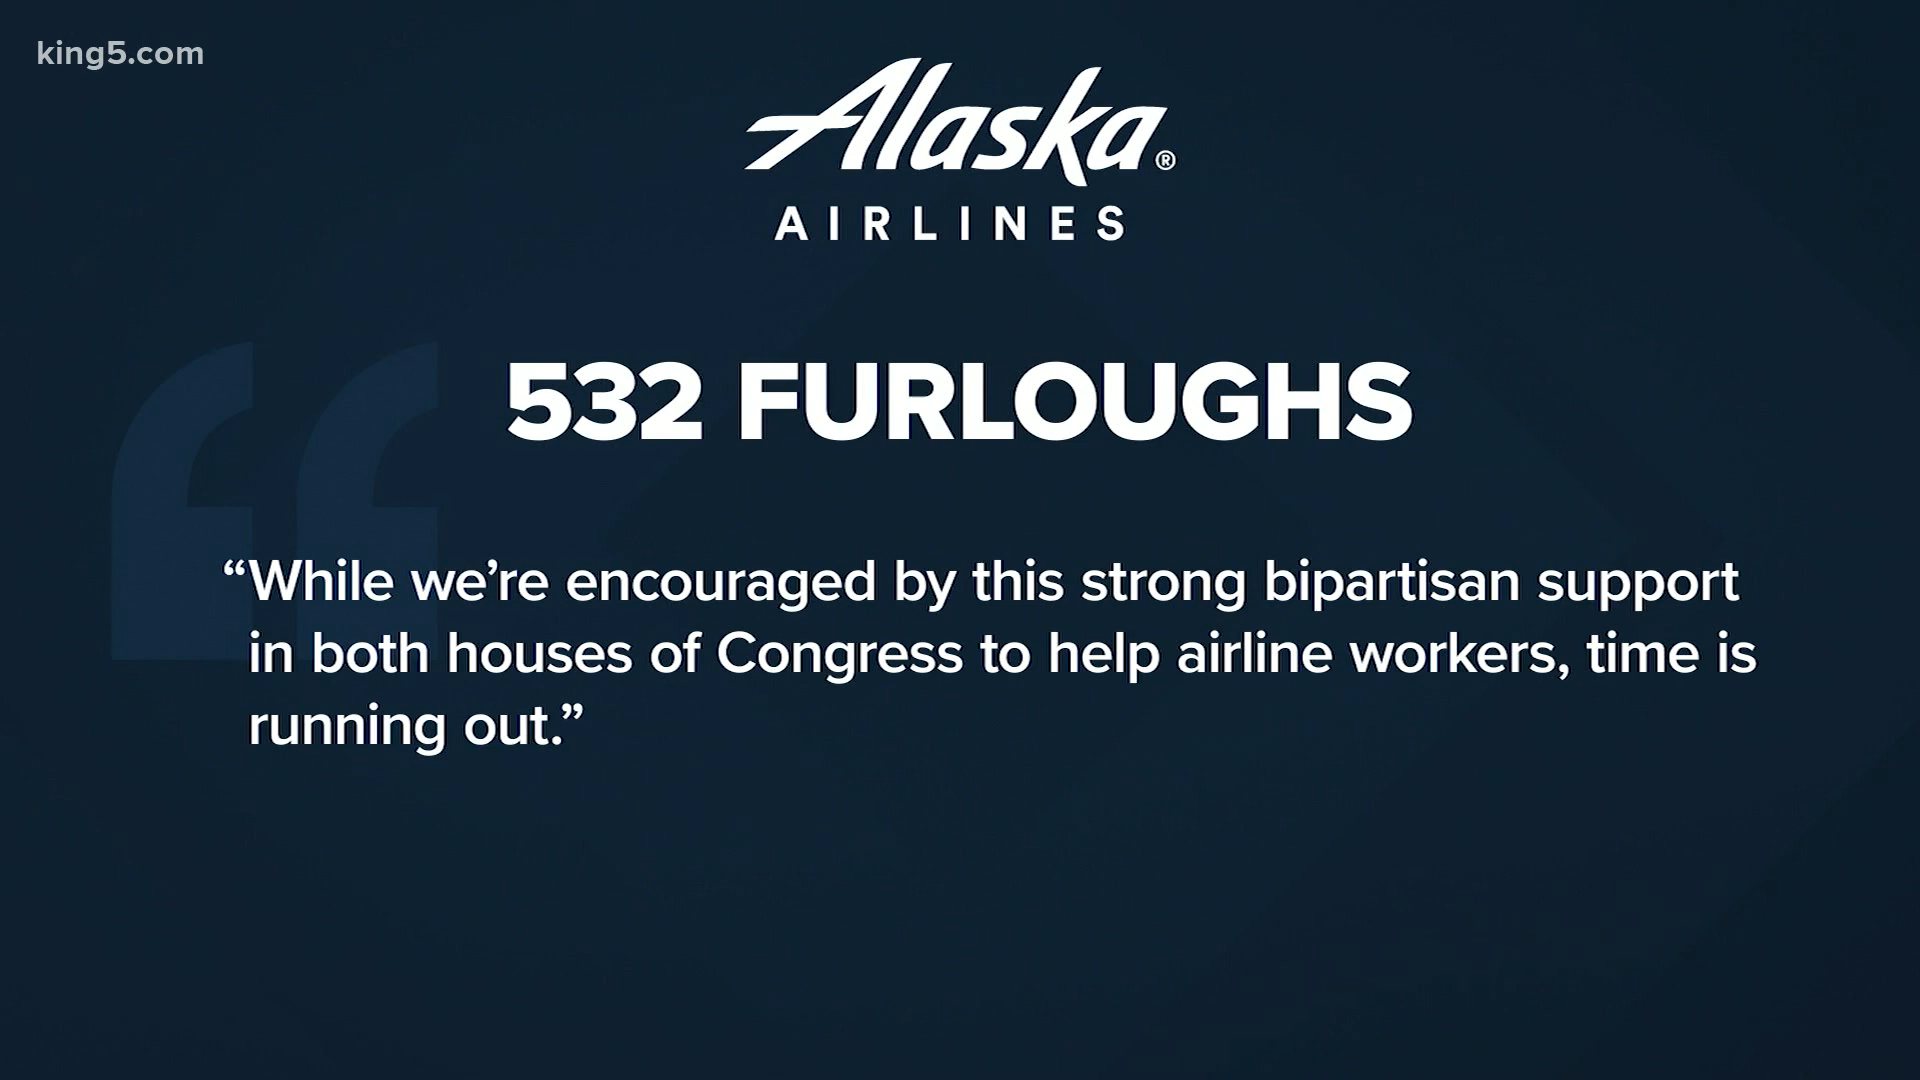 king5.com
Alaska®
AIRLINES
532 FURLOUGHS
“While we’re encouraged by this strong bipartisan support
in both houses of Congress to help airline workers, time is
running out.”